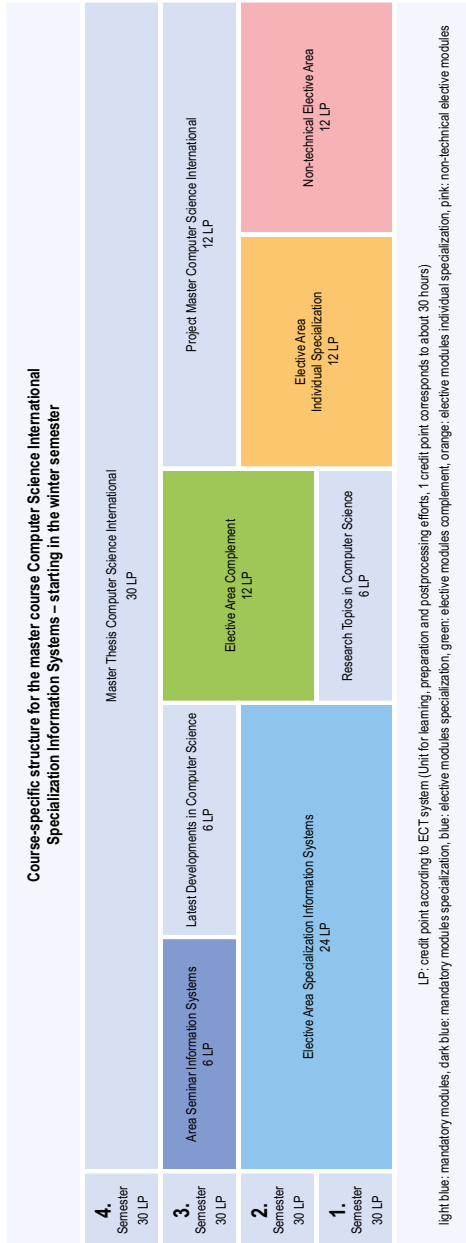 Course-specific structure for the master course Computer Science International
Specialization Information Systems – starting in the winter semester
4.
Semester
30 LP
Master Thesis Computer Science International
30 LP
3.
Semester
30 LP
Area Seminar Information Systems
6 LP
Latest Developments in Computer Science
6 LP
Elective Area Complement
12 LP
Project Master Computer Science International
12 LP
2.
Semester
30 LP
Elective Area Specialization Information Systems
24 LP
Elective Area
Individual Specialization
12 LP
Non-technical Elective Area
12 LP
1.
Semester
30 LP
Research Topics in Computer Science
6 LP
LP: credit point according to ECT system (Unit for learning, preparation and postprocessing efforts, 1 credit point corresponds to about 30 hours)
light blue: mandatory modules, dark blue: mandatory modules specialization, blue: elective modules specialization, green: elective modules complement, orange: elective modules individual specialization, pink: non-technical elective modules